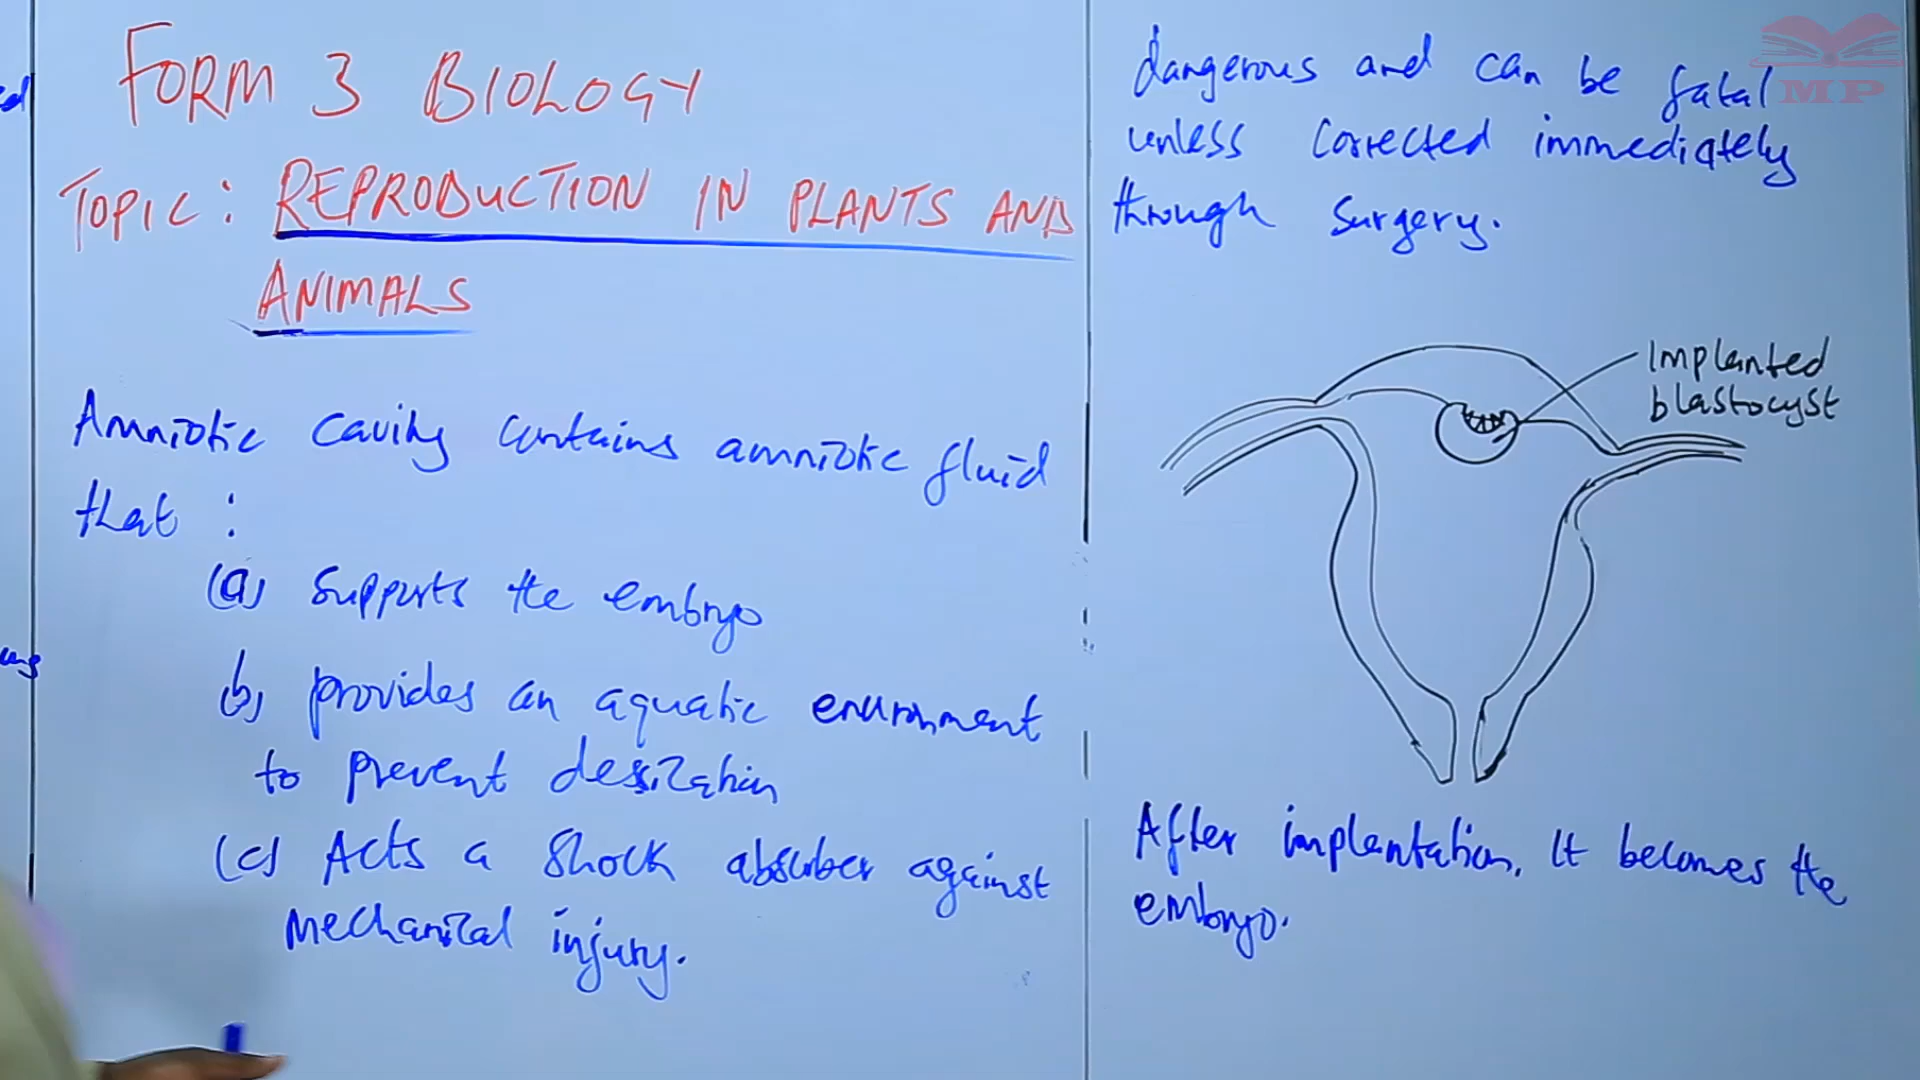 FORM 3 BIOLOGY
TOPIC: REPRODUCTION IN PLANTS AND
ANIMALS
Amniotic cavity contains amniotic fluid
that :
(a) Supports the embryo
b) provides an aquatic environment
to prevent dessication
(c) Acts a shock absorber against
mechanical injury.
dangerous and can be fatal
unless corrected immediately
through surgery.
Implanted
blastocyst
After implantation, it becomes the
embryo.
MP